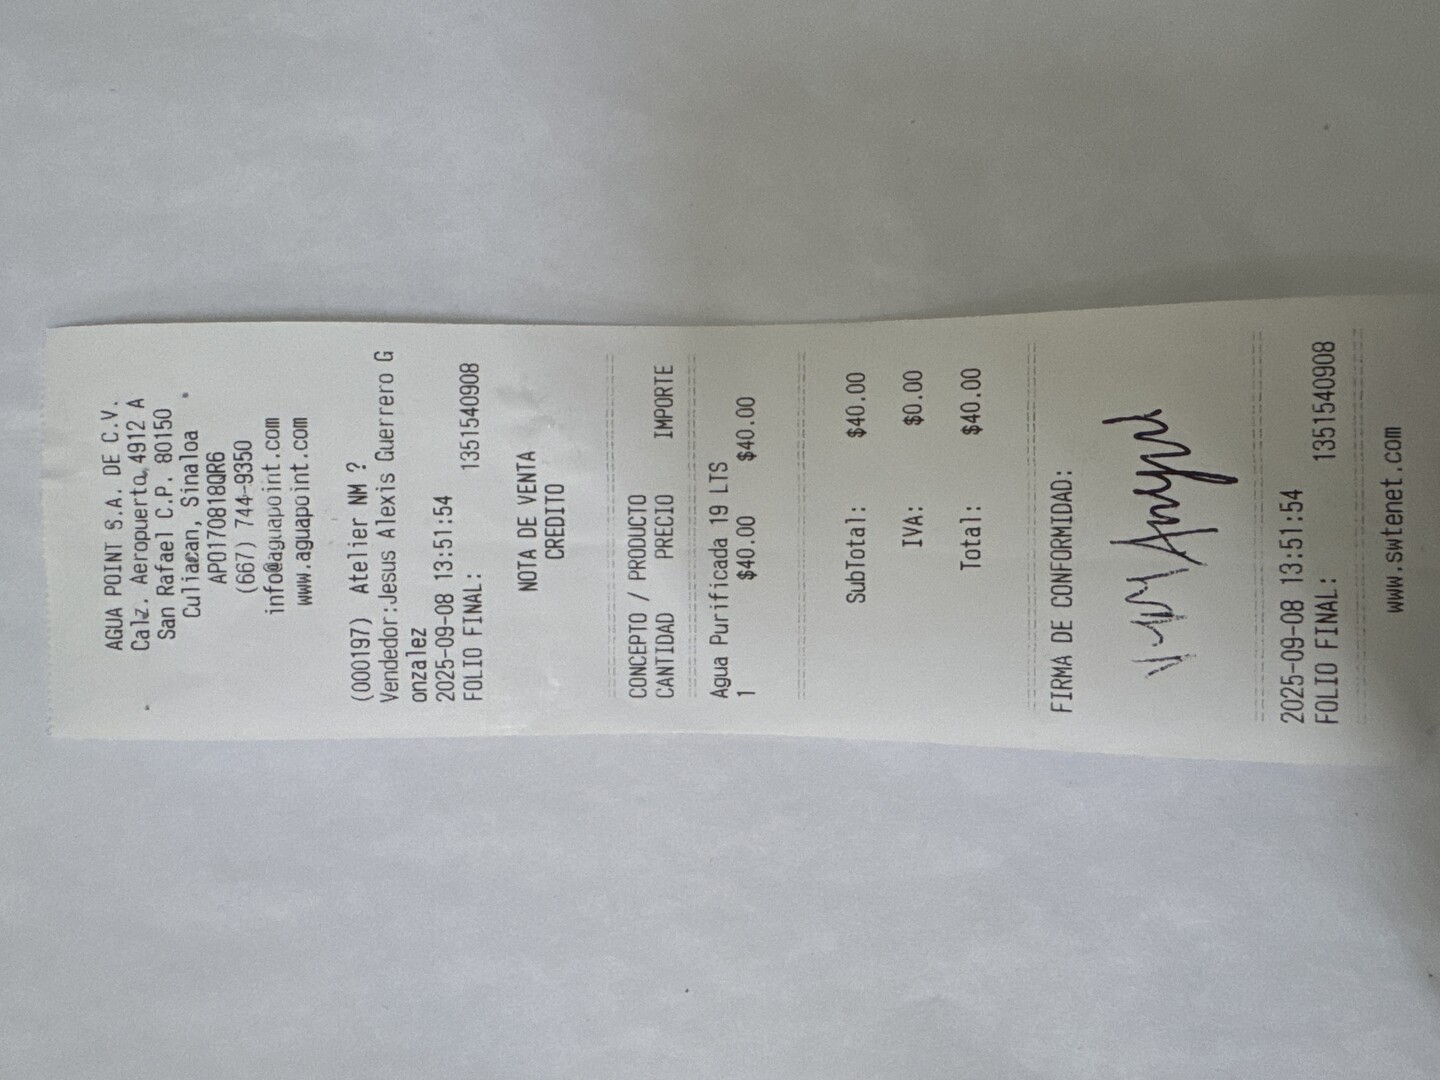 AGUA POINT S.A. DE C.V.
Calz. Aeropuerto 4912 A
San Rafael C.P. 80150
Culiacan, Sinaloa
APO170818QR6
(667) 744-9350
info@aguapoint.com
www.aguapoint.com
(000197) Atelier NM ?
Vendedor:Jesus Alexis Guerrero G
onzalez
2025-09-08 13:51:54
FOLIO FINAL: 1351540908
NOTA DE VENTA
CREDITO
CONCEPTO / PRODUCTO
CANTIDAD PRECIO IMPORTE
Agua Purificada 19 LTS
1 $40.00 $40.00
SubTotal: $40.00
IVA: $0.00
Total: $40.00
FIRMA DE CONFORMIDAD:
2025-09-08 13:51:54
FOLIO FINAL: 1351540908
www.swtenet.com